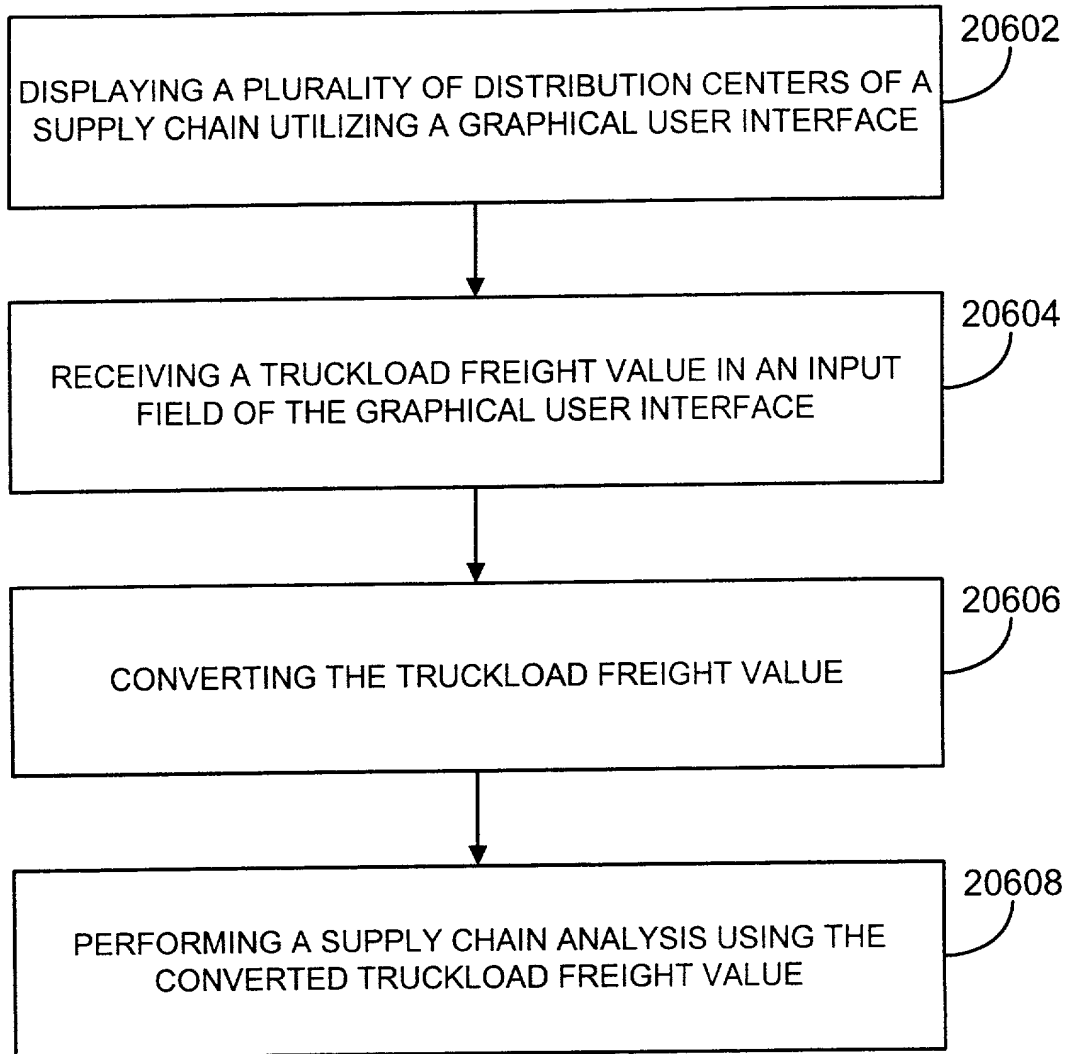 20602
DISPLAYING A PLURALITY OF DISTRIBUTION CENTERS OF A
SUPPLY CHAIN UTILIZING A GRAPHICAL USER INTERFACE
20604
RECEIVING A TRUCKLOAD FREIGHT VALUE IN AN INPUT
FIELD OF THE GRAPHICAL USER INTERFACE
20606
CONVERTING THE TRUCKLOAD FREIGHT VALUE
20608
PERFORMING A SUPPLY CHAIN ANALYSIS USING THE
CONVERTED TRUCKLOAD FREIGHT VALUE